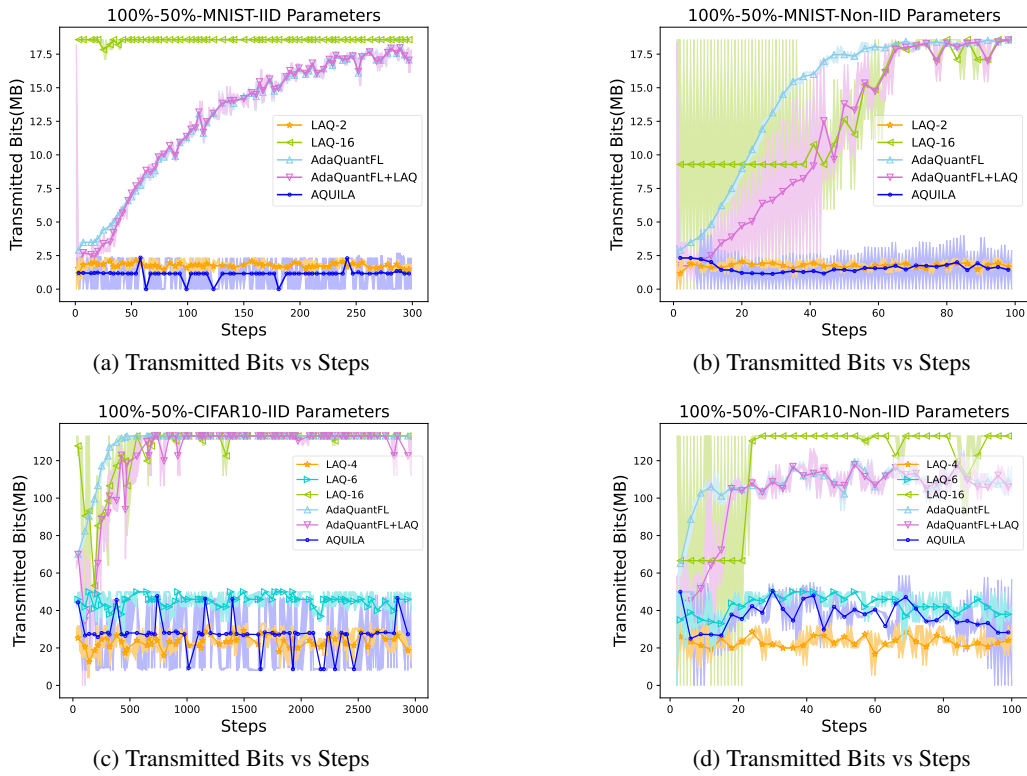 100%-50%-MNIST-IID Parameters
Transmitted Bits(MB)
17.5
15.0
12.5
10.0
7.5
5.0
2.5
0.0
LAQ-2
LAQ-16
AdaQuantFL
AdaQuantFL+LAQ
AQUILA
0 50 100 150 200 250 300
Steps
(a) Transmitted Bits vs Steps
100%-50%-MNIST-Non-IID Parameters
Transmitted Bits(MB)
17.5
15.0
12.5
10.0
7.5
5.0
2.5
0.0
LAQ-2
LAQ-16
AdaQuantFL
AdaQuantFL+LAQ
AQUILA
0 20 40 60 80 100
Steps
(b) Transmitted Bits vs Steps
100%-50%-CIFAR10-IID Parameters
Transmitted Bits(MB)
120
100
80
60
40
20
0
LAQ-4
LAQ-6
LAQ-16
AdaQuantFL
AdaQuantFL+LAQ
AQUILA
0 500 1000 1500 2000 2500 3000
Steps
(c) Transmitted Bits vs Steps
100%-50%-CIFAR10-Non-IID Parameters
Transmitted Bits(MB)
120
100
80
60
40
20
0
LAQ-4
LAQ-6
LAQ-16
AdaQuantFL
AdaQuantFL+LAQ
AQUILA
0 20 40 60 80 100
Steps
(d) Transmitted Bits vs Steps